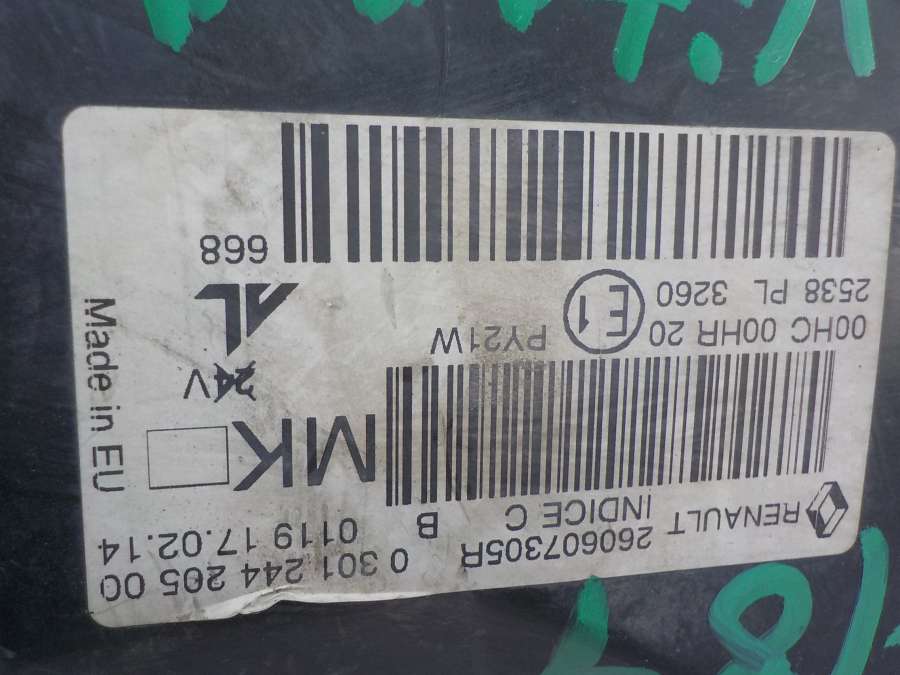 RENAULT
260607305R
0 301 244 205 00
INDICE C
B
0119 17.02.14
MK
24V
00HC 00HR 20
E1
PY21W
2538 PL 3260
AL
668
Made in EU